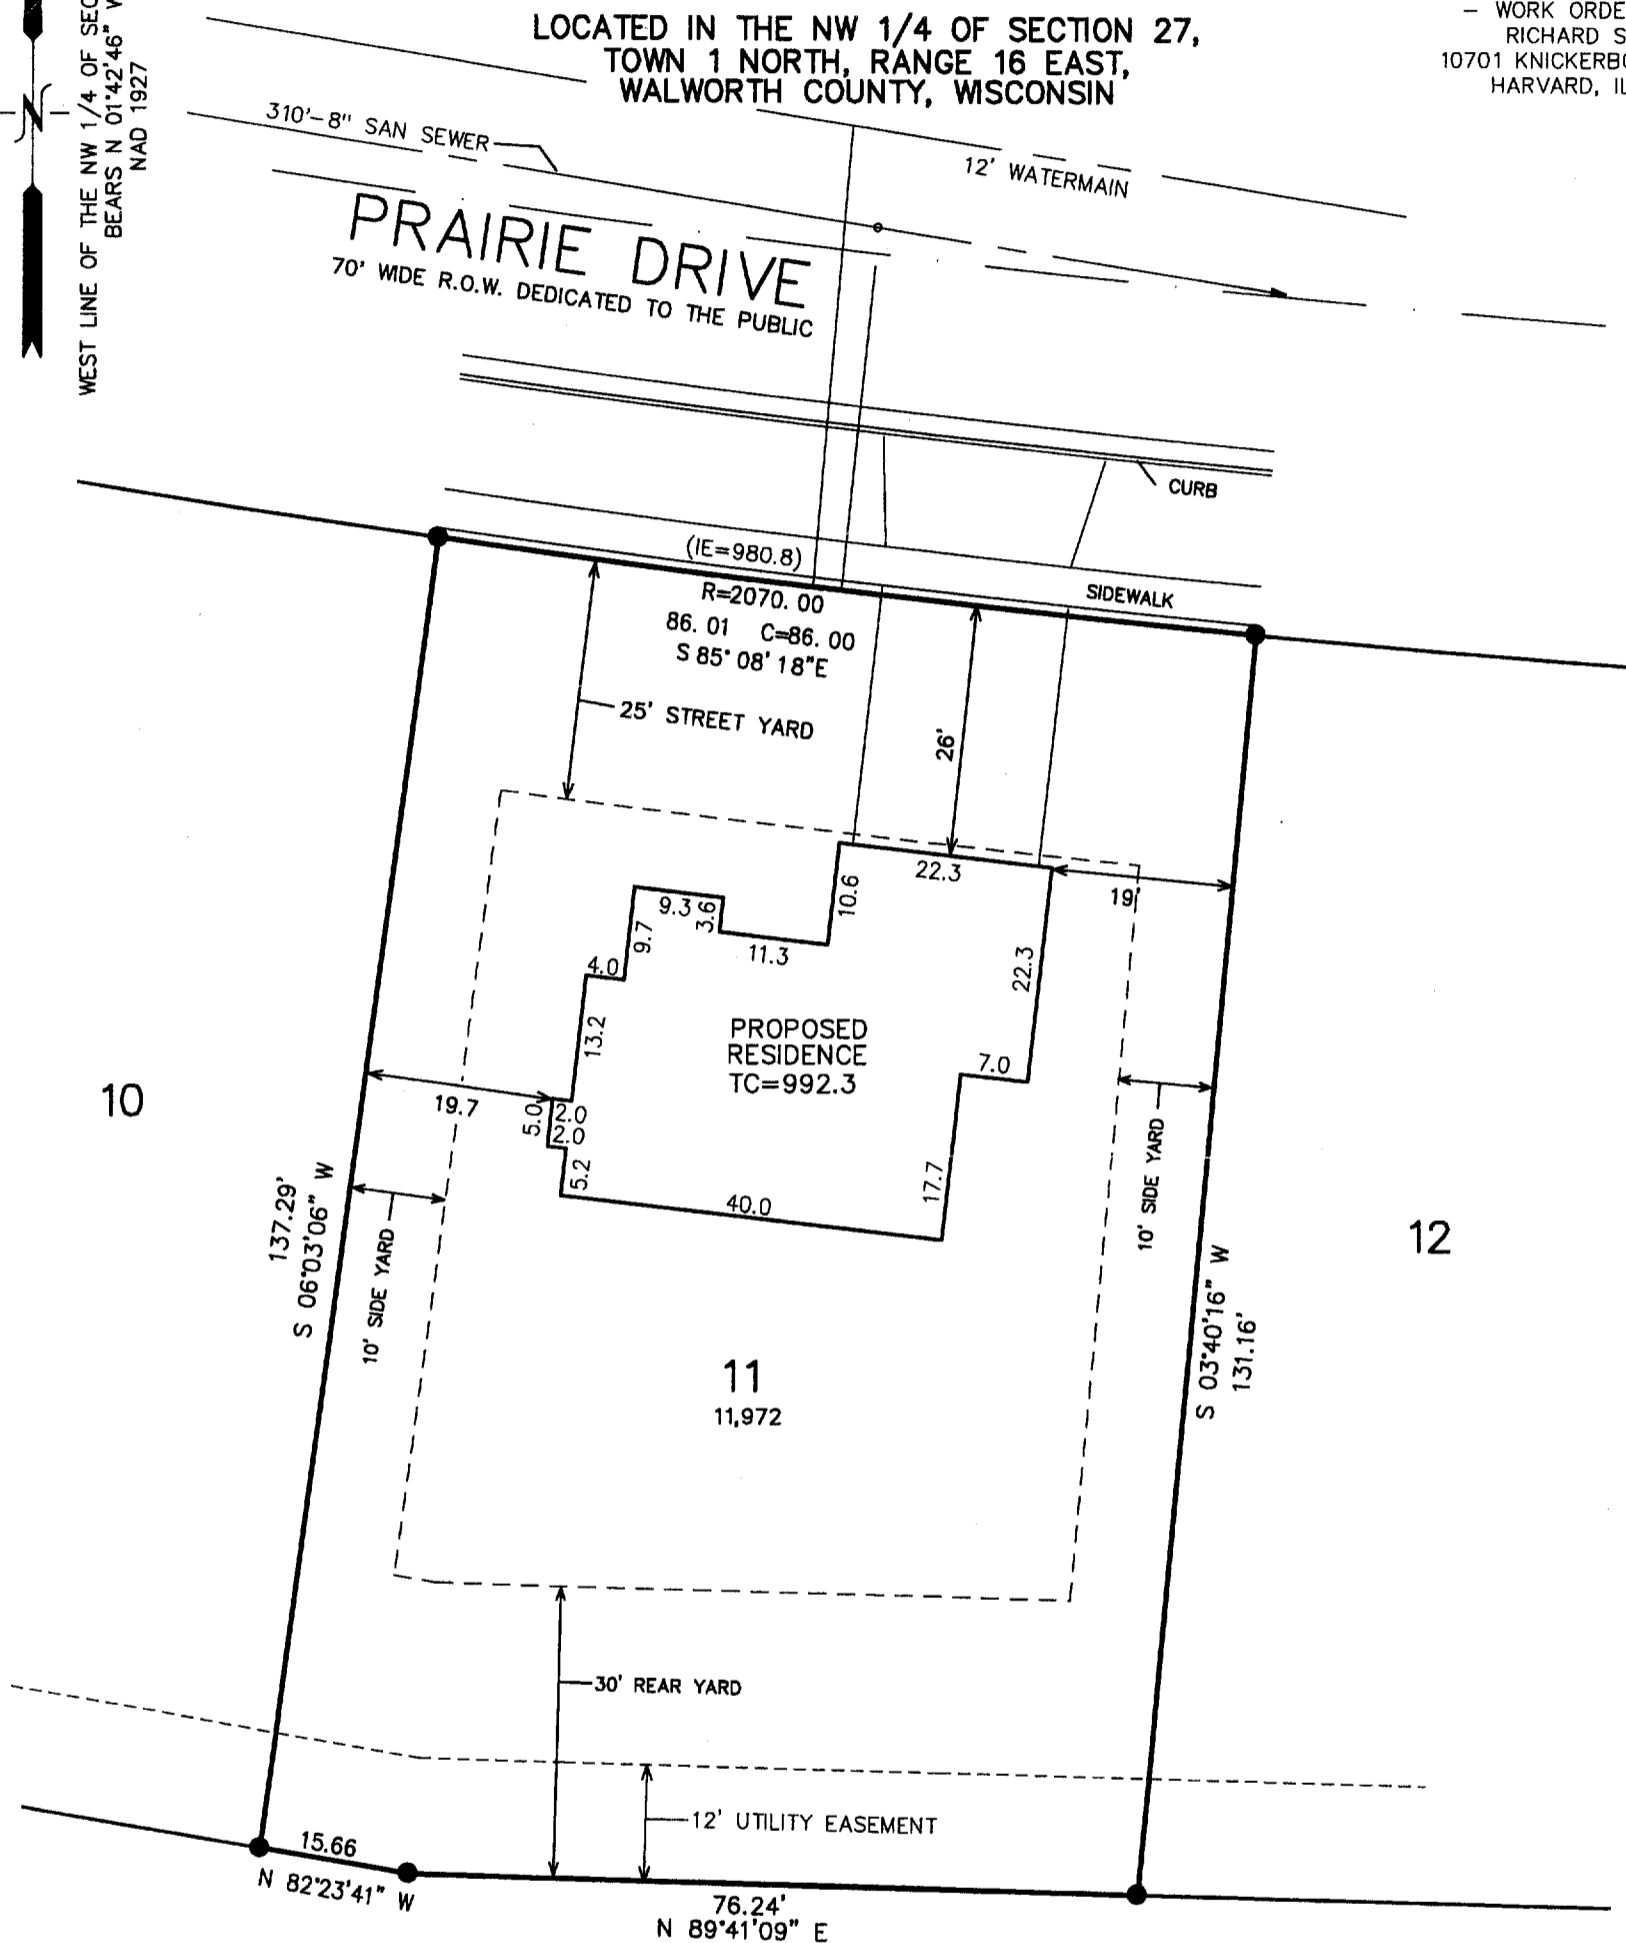 LOCATED IN THE NW 1/4 OF SECTION 27,
TOWN 1 NORTH, RANGE 16 EAST,
WALWORTH COUNTY, WISCONSIN
– WORK
RICHARD
10701
HARVARD,
N
WEST LINE OF THE NW 1/4 OF
BEARS N 01°42'46"
NAD 1927
310'–8" SAN SEWER
12' WATERMAIN
PRAIRIE DRIVE
70' WIDE R.O.W. DEDICATED TO THE PUBLIC
CURB
(IE=980.8)
SIDEWALK
R=2070. 00
86. 01 C=86. 00
S 85° 08' 18"E
25' STREET YARD
26'
22.3
19'
10.6
9.3
3.6
9.7
11.3
4.0
22.3
13.2
PROPOSED
RESIDENCE
TC=992.3
7.0
10
19.7
5.0
2.0
2.0
5.2
17.7
40.0
10' SIDE YARD
12
137.29'
S 06°03'06" W
10' SIDE YARD
S 03°40'16" W
131.16'
11
11,972
30' REAR YARD
12' UTILITY EASEMENT
15.66
N 82°23'41" W
76.24'
N 89°41'09" E